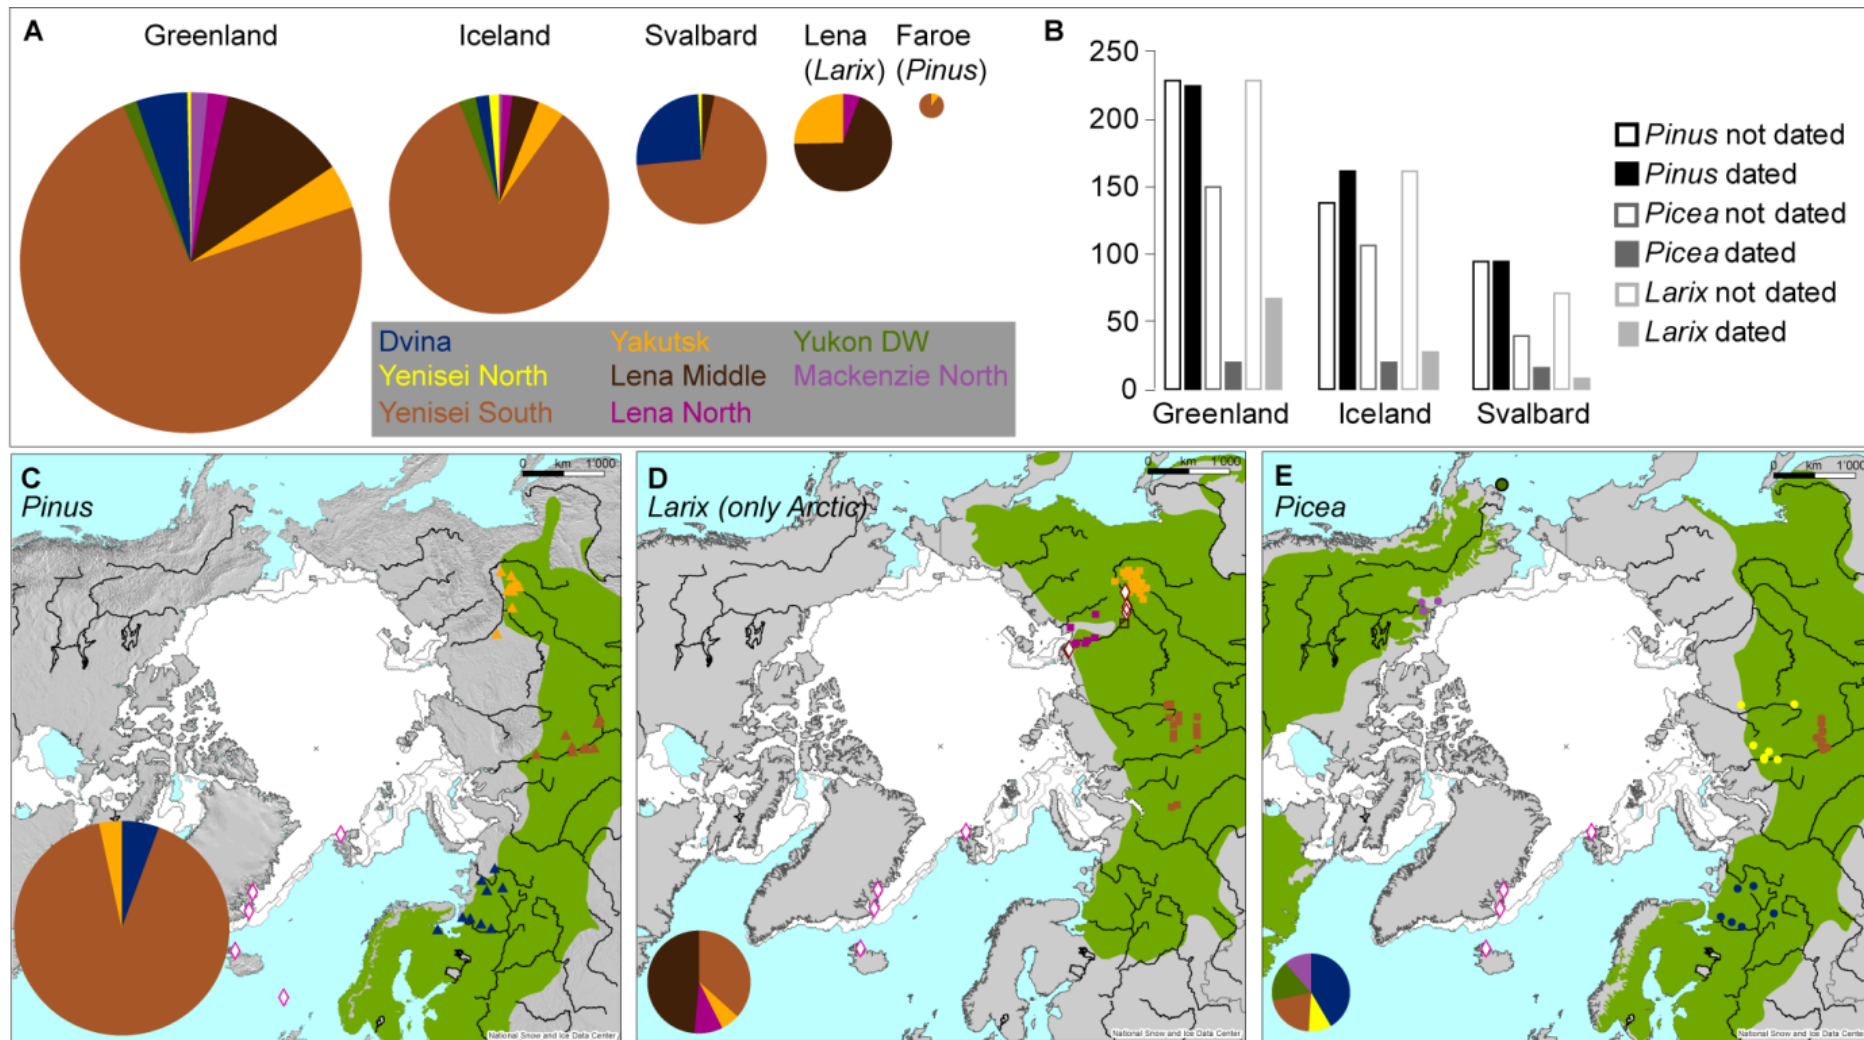 A
Greenland
Iceland
Svalbard
Lena
(Larix)
Faroe
(Pinus)
Dvina
Yakutsk
Yukon DW
Yenisei North
Lena Middle
Mackenzie North
Yenisei South
Lena North
B
250
200
150
100
50
0
Greenland
Iceland
Svalbard
Pinus not dated
Pinus dated
Picea not dated
Picea dated
Larix not dated
Larix dated
C
Pinus
0 km 1'000
National Snow and Ice Data Center
D
Larix (only Arctic)
0 km 1'000
National Snow and Ice Data Center
E
Picea
0 km 1'000
National Snow and Ice Data Center